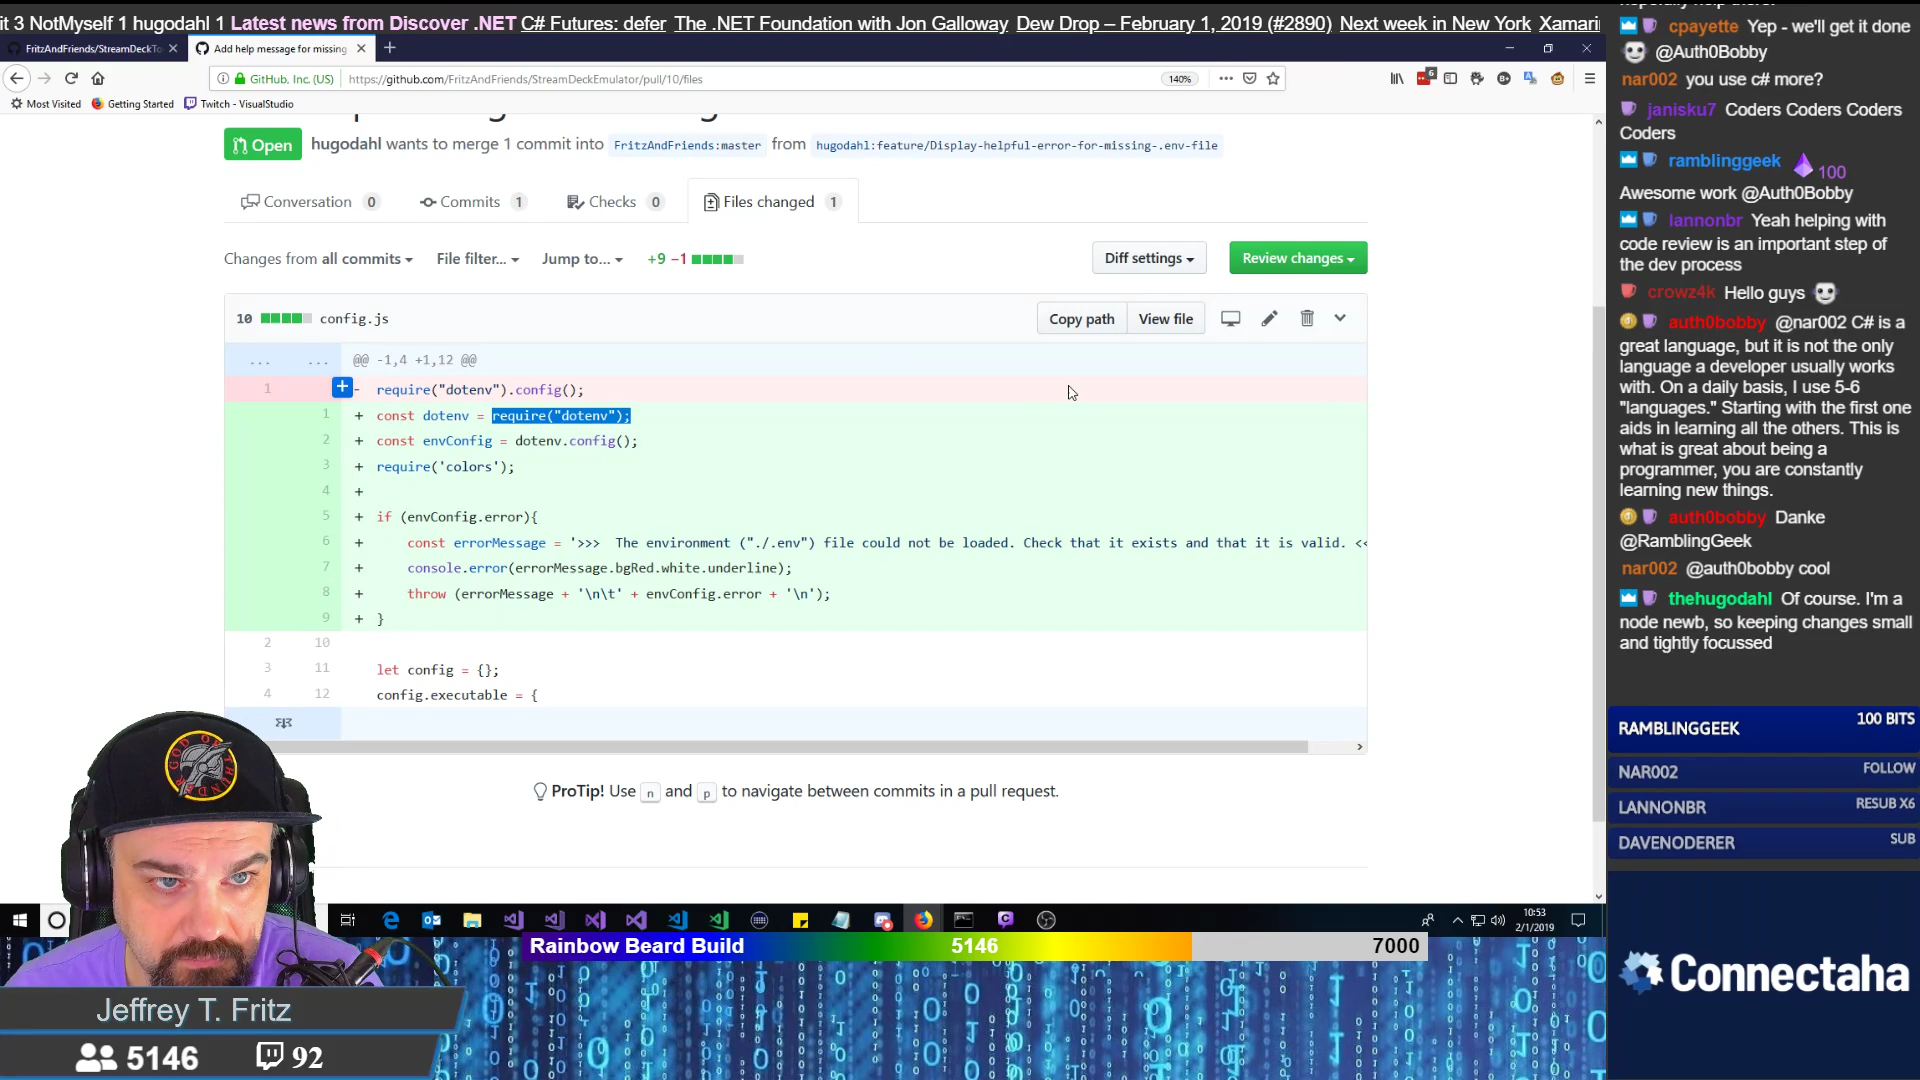 it 3 NotMyself 1 hugodahl 1 Latest news from Discover .NET C# Futures: defer The .NET Foundation with Jon Galloway Dew Drop – February 1, 2019 (#2890) Next week in New York Xamari
FritzAndFriends/StreamDeckTo
Add help message for missing
GitHub, Inc. (US)
https://github.com/FritzAndFriends/StreamDeckEmulator/pull/10/files
140%
6
Most Visited
Getting Started
Twitch - VisualStudio
Open
hugodahl wants to merge 1 commit into FritzAndFriends:master from hugodahl:feature/Display-helpful-error-for-missing-.env-file
Conversation 0
Commits 1
Checks 0
Files changed 1
Changes from all commits
File filter...
Jump to...
+9 −1
Diff settings
Review changes
10 config.js
Copy path
View file
... ... @@ -1,4 +1,12 @@
1 - require("dotenv").config();
1 + const dotenv = require("dotenv");
2 + const envConfig = dotenv.config();
3 + require('colors');
4 +
5 + if (envConfig.error){
6 + const errorMessage = '>>>  The environment ("./.env") file could not be loaded. Check that it exists and that it is valid. <<
7 + console.error(errorMessage.bgRed.white.underline);
8 + throw (errorMessage + '\n\t' + envConfig.error + '\n');
9 + }
2 10
3 11 let config = {};
4 12 config.executable = {
ProTip! Use n and p to navigate between commits in a pull request.
cpayette Yep - we'll get it done
@Auth0Bobby
nar002 you use c# more?
janisku7 Coders Coders Coders
Coders
ramblinggeek 100
Awesome work @Auth0Bobby
lannonbr Yeah helping with
code review is an important step of
the dev process
crowz4k Hello guys
auth0bobby @nar002 C# is a
great language, but it is not the only
language a developer usually works
with. On a daily basis, I use 5-6
"languages." Starting with the first one
aids in learning all the others. This is
what is great about being a
programmer, you are constantly
learning new things.
auth0bobby Danke
@RamblingGeek
nar002 @auth0bobby cool
thehugodahl Of course. I'm a
node newb, so keeping changes small
and tightly focussed
RAMBLINGGEEK 100 BITS
NAR002 FOLLOW
LANNONBR RESUB X6
DAVENODERER SUB
Connectaha
10:53
2/1/2019
Rainbow Beard Build 5146 7000
GOD OF THUNDER
Jeffrey T. Fritz
5146 92